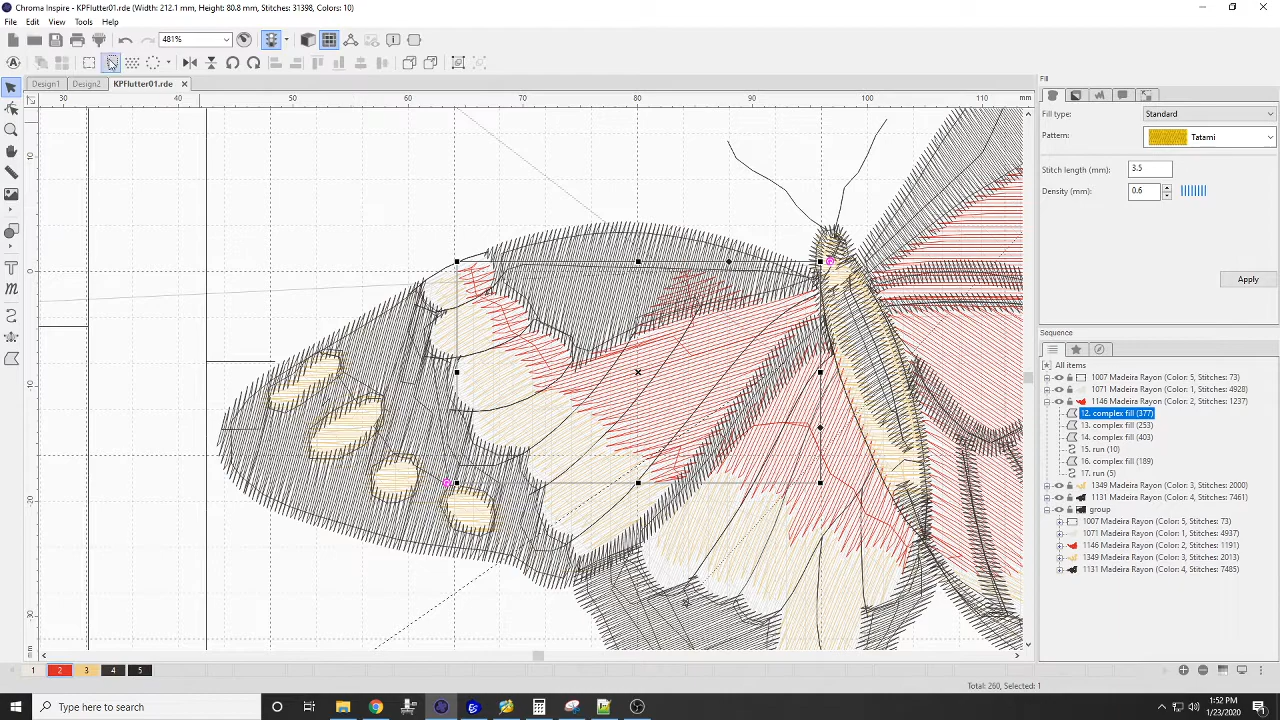 Chroma Inspire - KPFlutter01.rde (Width: 212.1 mm, Height: 80.8 mm, Stitches: 31398, Colors: 10)
File Edit View Tools Help
481%
Design1 Design2 KPFlutter01.rde
30 40 50 60 70 80 90 100 110 mm
Fill
Fill type: Standard
Pattern: Tatami
Stitch length (mm): 3.5
Density (mm): 0.6
Apply
Sequence
All items
1007 Madeira Rayon (Color: 5, Stitches: 73)
1071 Madeira Rayon (Color: 1, Stitches: 4928)
1146 Madeira Rayon (Color: 2, Stitches: 1237)
12. complex fill (377)
13. complex fill (253)
14. complex fill (403)
15. run (10)
16. complex fill (189)
17. run (5)
1349 Madeira Rayon (Color: 3, Stitches: 2000)
1131 Madeira Rayon (Color: 4, Stitches: 7461)
group
1007 Madeira Rayon (Color: 5, Stitches: 73)
1071 Madeira Rayon (Color: 1, Stitches: 4937)
1146 Madeira Rayon (Color: 2, Stitches: 1191)
1349 Madeira Rayon (Color: 3, Stitches: 2013)
1131 Madeira Rayon (Color: 4, Stitches: 7485)
10
0
10
20
30
mm
1 2 3 4 5
Total: 260, Selected: 1
Type here to search
1:52 PM
1/23/2020